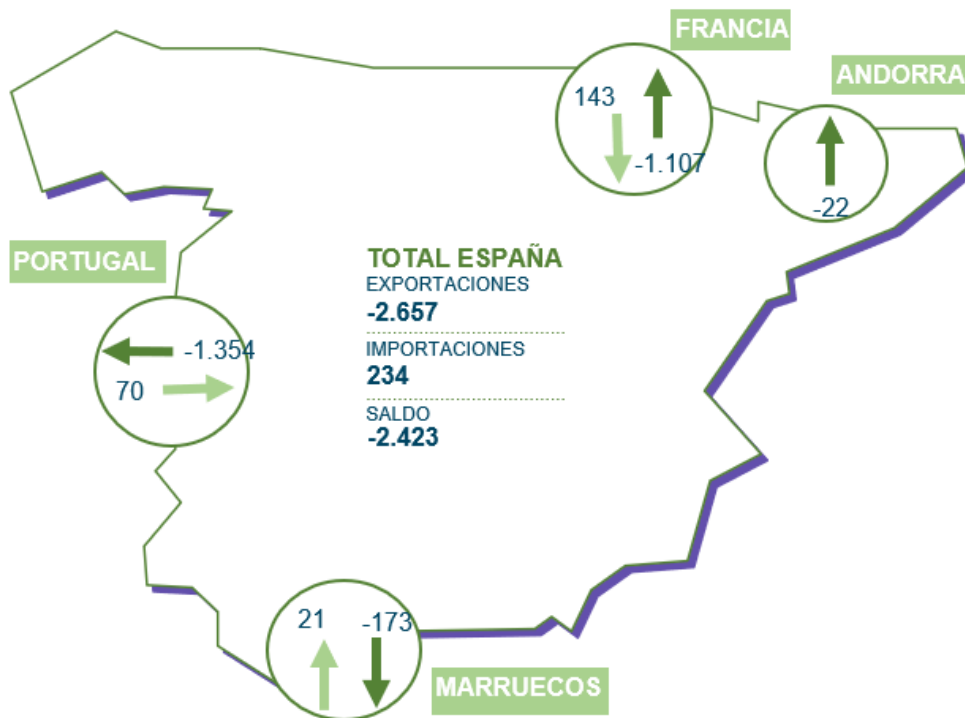 FRANCIA
143
-1.107
ANDORRA
-22
PORTUGAL
-1.354
70
TOTAL ESPAÑA
EXPORTACIONES
-2.657
IMPORTACIONES
234
SALDO
-2.423
21
-173
MARRUECOS